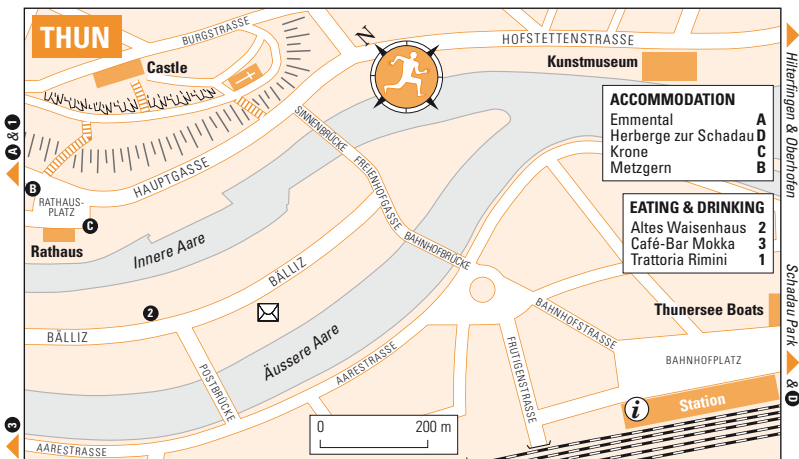 THUN
BURGSTRASSE
N
HOFSTETTENSTRASSE
Hilterfingen & Oberhofen
Castle
Kunstmuseum
ACCOMMODATION
Emmental A
Herberge zur Schadau D
Krone C
Metzgern B
A & 1
SINNENBRÜCKE
FREIENHOFGASSE
HAUPTGASSE
B
RATHAUS-
PLATZ
C
Rathaus
Innere Aare
BAHNHOFBRÜCKE
EATING & DRINKING
Altes Waisenhaus 2
Café-Bar Mokka 3
Trattoria Rimini 1
BÄLLIZ
2
BÄLLIZ
Thunersee Boats
Schadau Park & D
BAHNHOFSTRASSE
Äussere Aare
POSTBRÜCKE
AARESTRASSE
FRUTIGENSTRASSE
BAHNHOFPLATZ
i
Station
3
0 200 m
AARESTRASSE